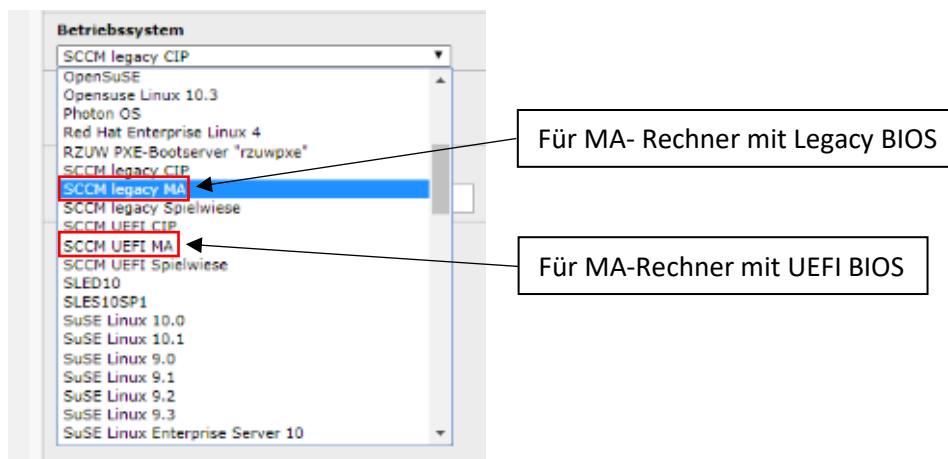 Betriebssystem
SCCM legacy CIP
OpenSuSE
Opensuse Linux 10.3
Photon OS
Red Hat Enterprise Linux 4
RZUW PXE-Bootserver "rzuwpxe"
SCCM legacy CIP
SCCM legacy MA
SCCM legacy Spielwiese
SCCM UEFI CIP
SCCM UEFI MA
SCCM UEFI Spielwiese
SLED10
SLES10SP1
SuSE Linux 10.0
SuSE Linux 10.1
SuSE Linux 9.0
SuSE Linux 9.1
SuSE Linux 9.2
SuSE Linux 9.3
SuSE Linux Enterprise Server 10
Für MA- Rechner mit Legacy BIOS
Für MA-Rechner mit UEFI BIOS